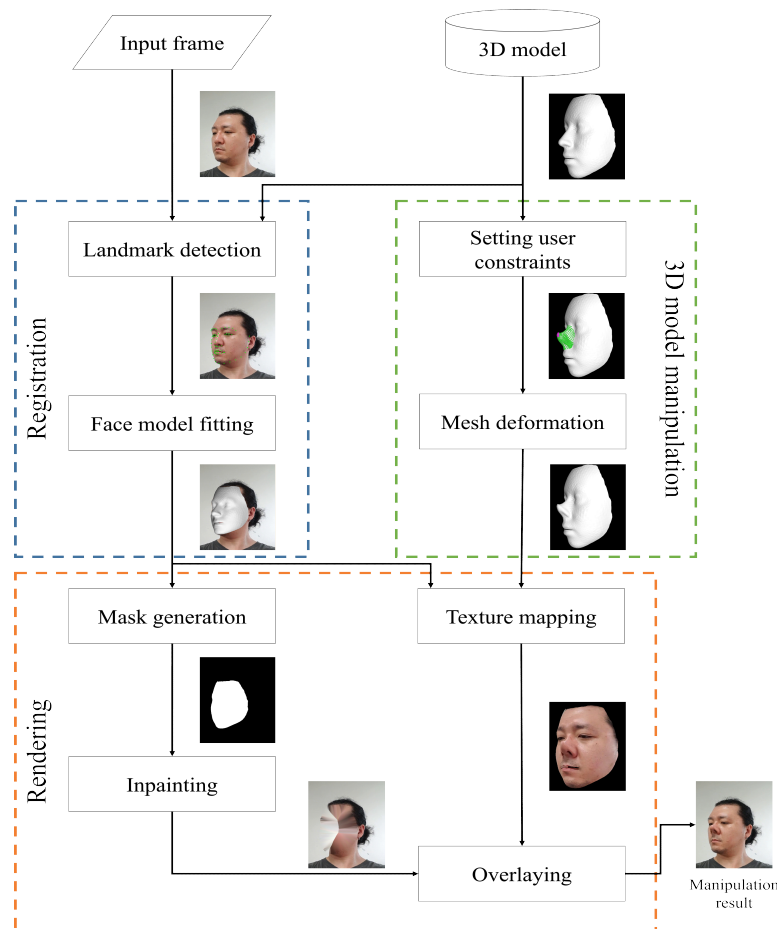 Input frame
3D model
Landmark detection
Setting user
constraints
Registration
3D model manipulation
Face model fitting
Mesh deformation
Mask generation
Texture mapping
Rendering
Inpainting
Overlaying
Manipulation
result